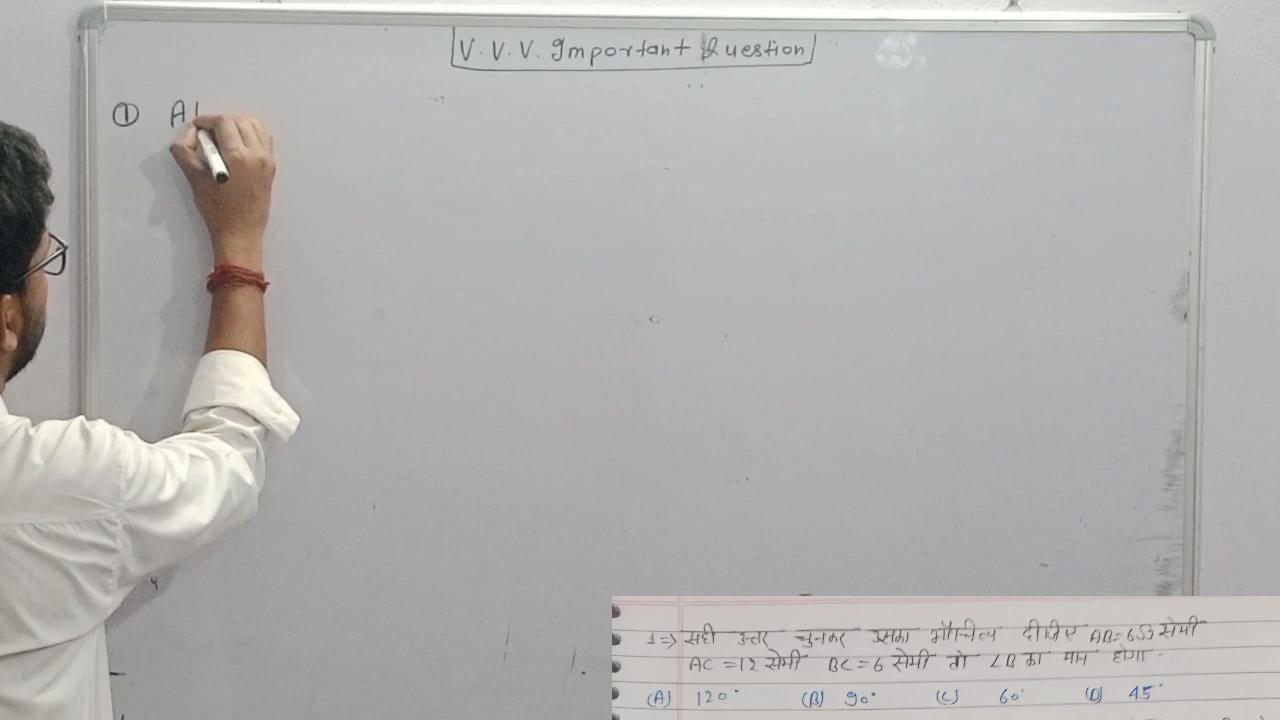 V. V. V. Important Question
① A
1⇒ सही उत्तर चुनकर उसका औचित्य दीजिए AB=6√3 सेमी
AC =12 सेमी BC=6 सेमी तो ∠B का मान होगा -
(A) 120° (B) 90° (C) 60° (D) 45°